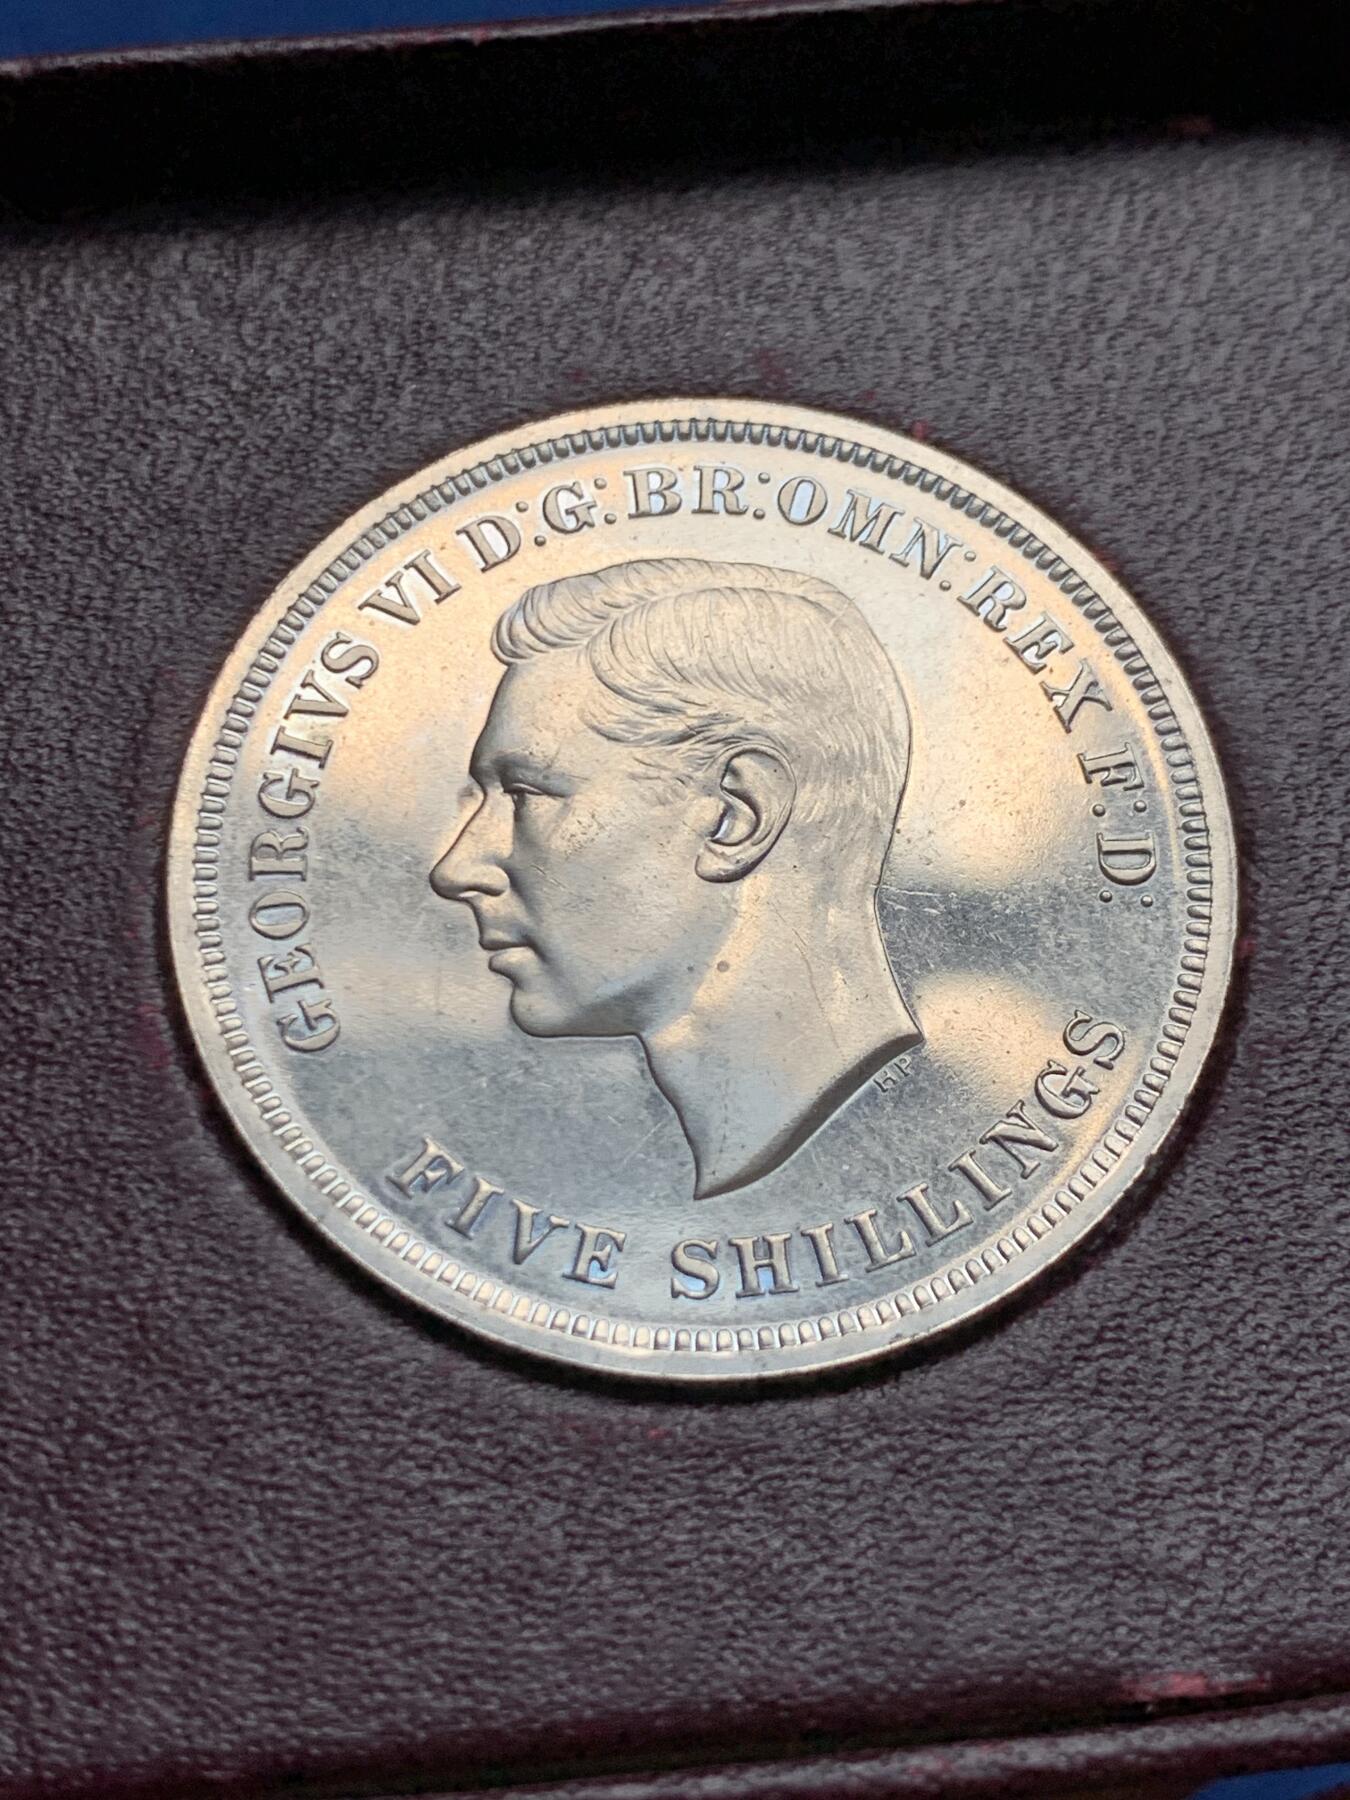 GEORGIVS VI D:G:BR:OMN:REX F:D:
HP
FIVE SHILLINGS